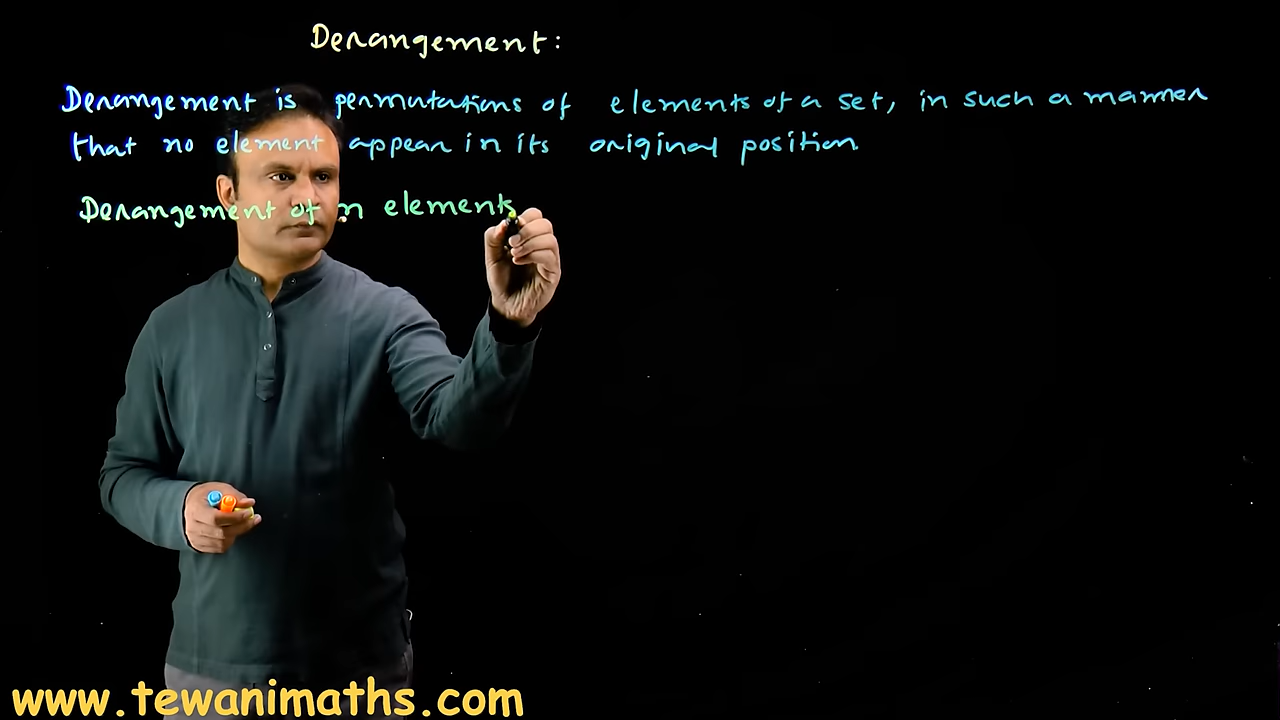 Derangement:
Derangement is permutations of elements of a set, in such a manner
that no element appear in its original position.
Derangement of n elements
www.tewanimaths.com